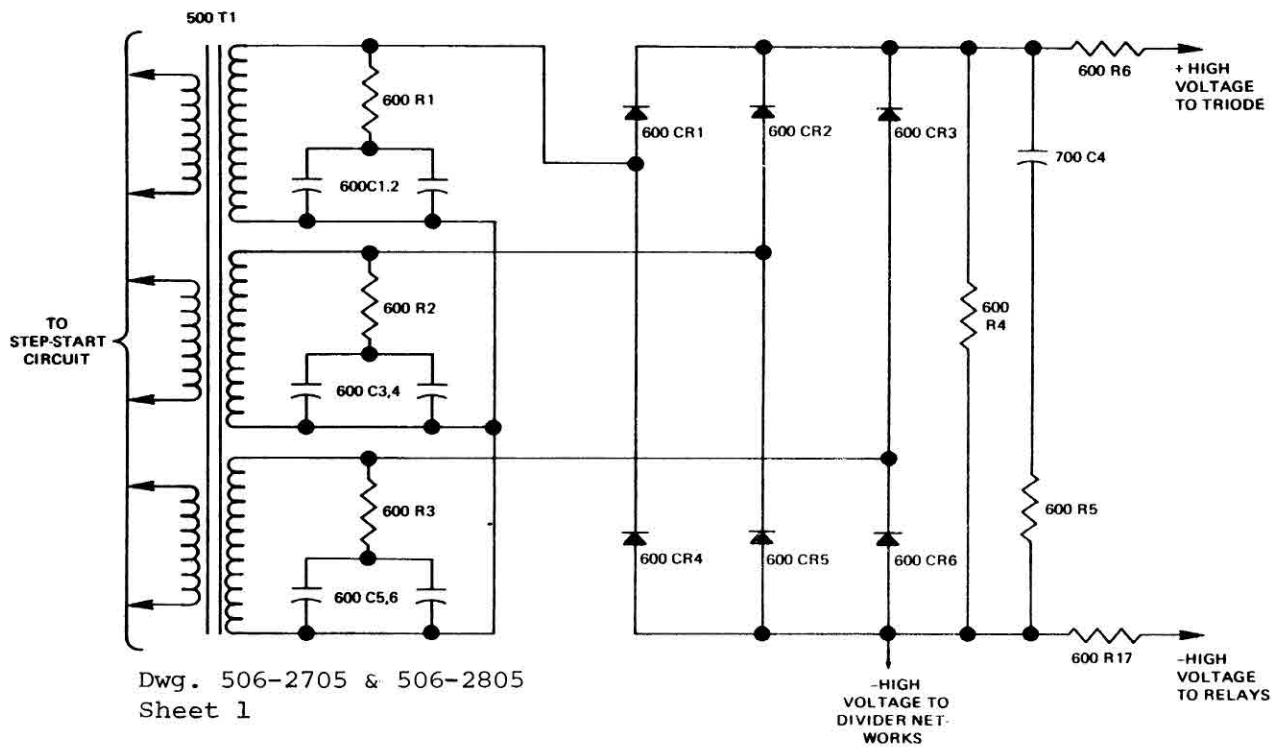 500 T1
600 R1
600C1.2
600 R2
600 C3,4
600 R3
600 C5,6
TO
STEP-START
CIRCUIT
600 CR1
600 CR2
600 CR3
600 CR4
600 CR5
600 CR6
600
R4
700 C4
600 R5
600 R6
+ HIGH
VOLTAGE
TO TRIODE
600 R17
-HIGH
VOLTAGE
TO RELAYS
-HIGH
VOLTAGE TO
DIVIDER NET-
WORKS
Dwg. 506-2705 & 506-2805
Sheet 1